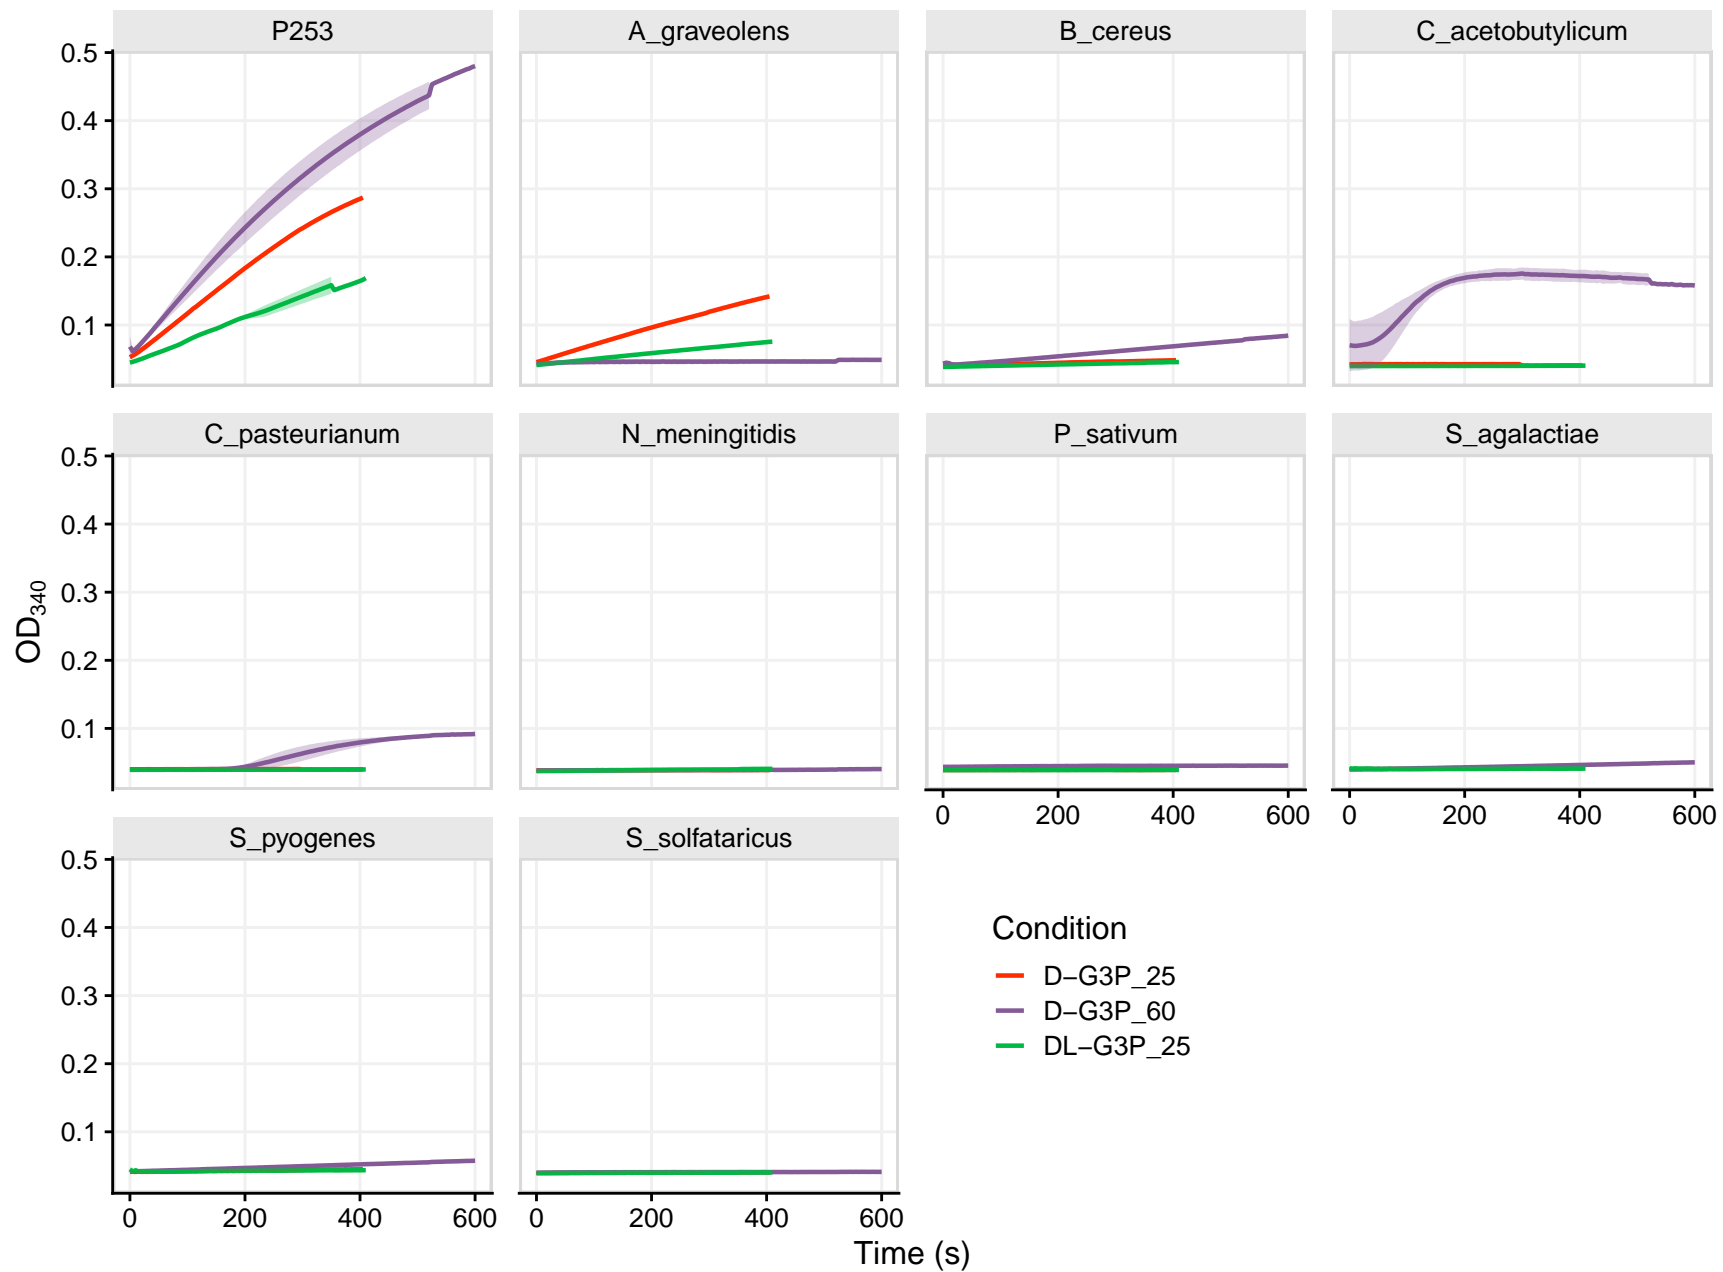 P253 A_graveolens B_cereus C_acetobutylicum
0.5
0.4
0.3
0.2
0.1
C_pasteurianum N_meningitidis P_sativum S_agalactiae
0.5
0.4
0.3
0.2
0.1
0 200 400 600 0 200 400 600
S_pyogenes S_solfataricus
0.5
0.4
0.3
0.2
0.1
0 200 400 600 0 200 400 600
OD340
Time (s)
Condition
D−G3P_25
D−G3P_60
DL−G3P_25